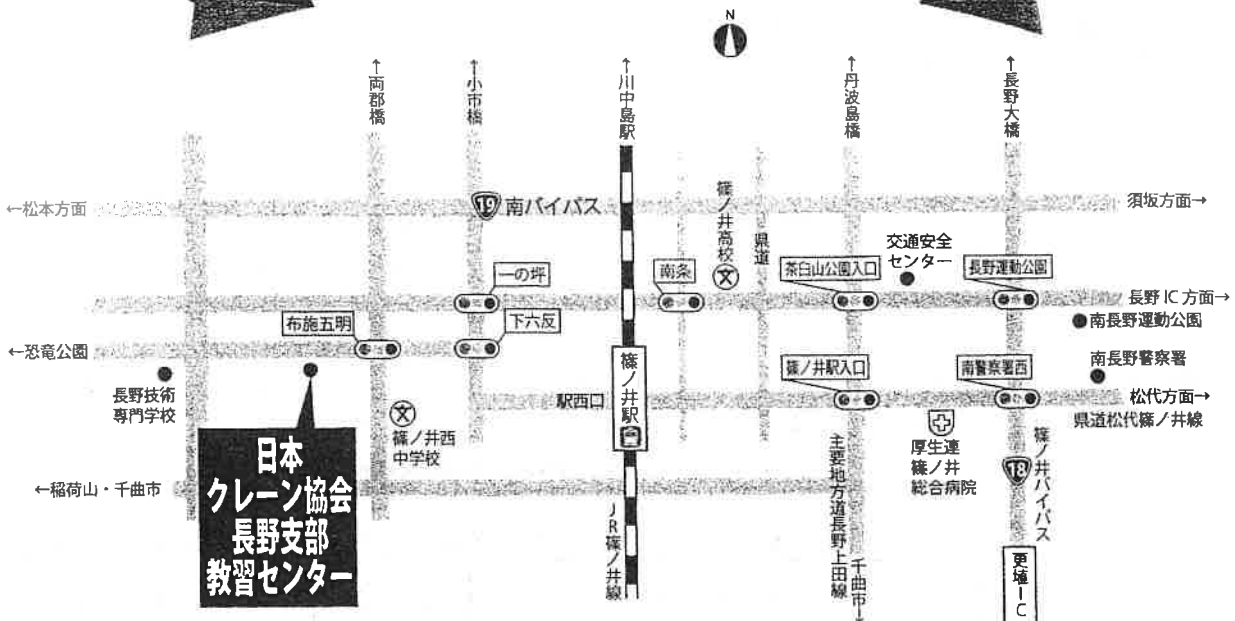 N
↑両郡橋
↑小市橋
↑川中島駅
↑丹波島橋
↑長野大橋
←松本方面
19 南バイパス
須坂方面→
篠ノ井高校
県道
交通安全
センター
一の坪
南条
茶臼山公園入口
長野運動公園
長野IC方面→
南長野運動公園
布施五明
下六反
←恐竜公園
篠ノ井駅
篠ノ井駅入口
南警察署西
南長野警察署
長野技術
専門学校
駅西口
松代方面→
県道松代篠ノ井線
篠ノ井西
中学校
厚生連
篠ノ井
総合病院
日本
クレーン協会
長野支部
教習センター
←稲荷山・千曲市
JR篠ノ井線
主要地方道長野上田線
千曲市
18
篠ノ井バイパス
更埴IC